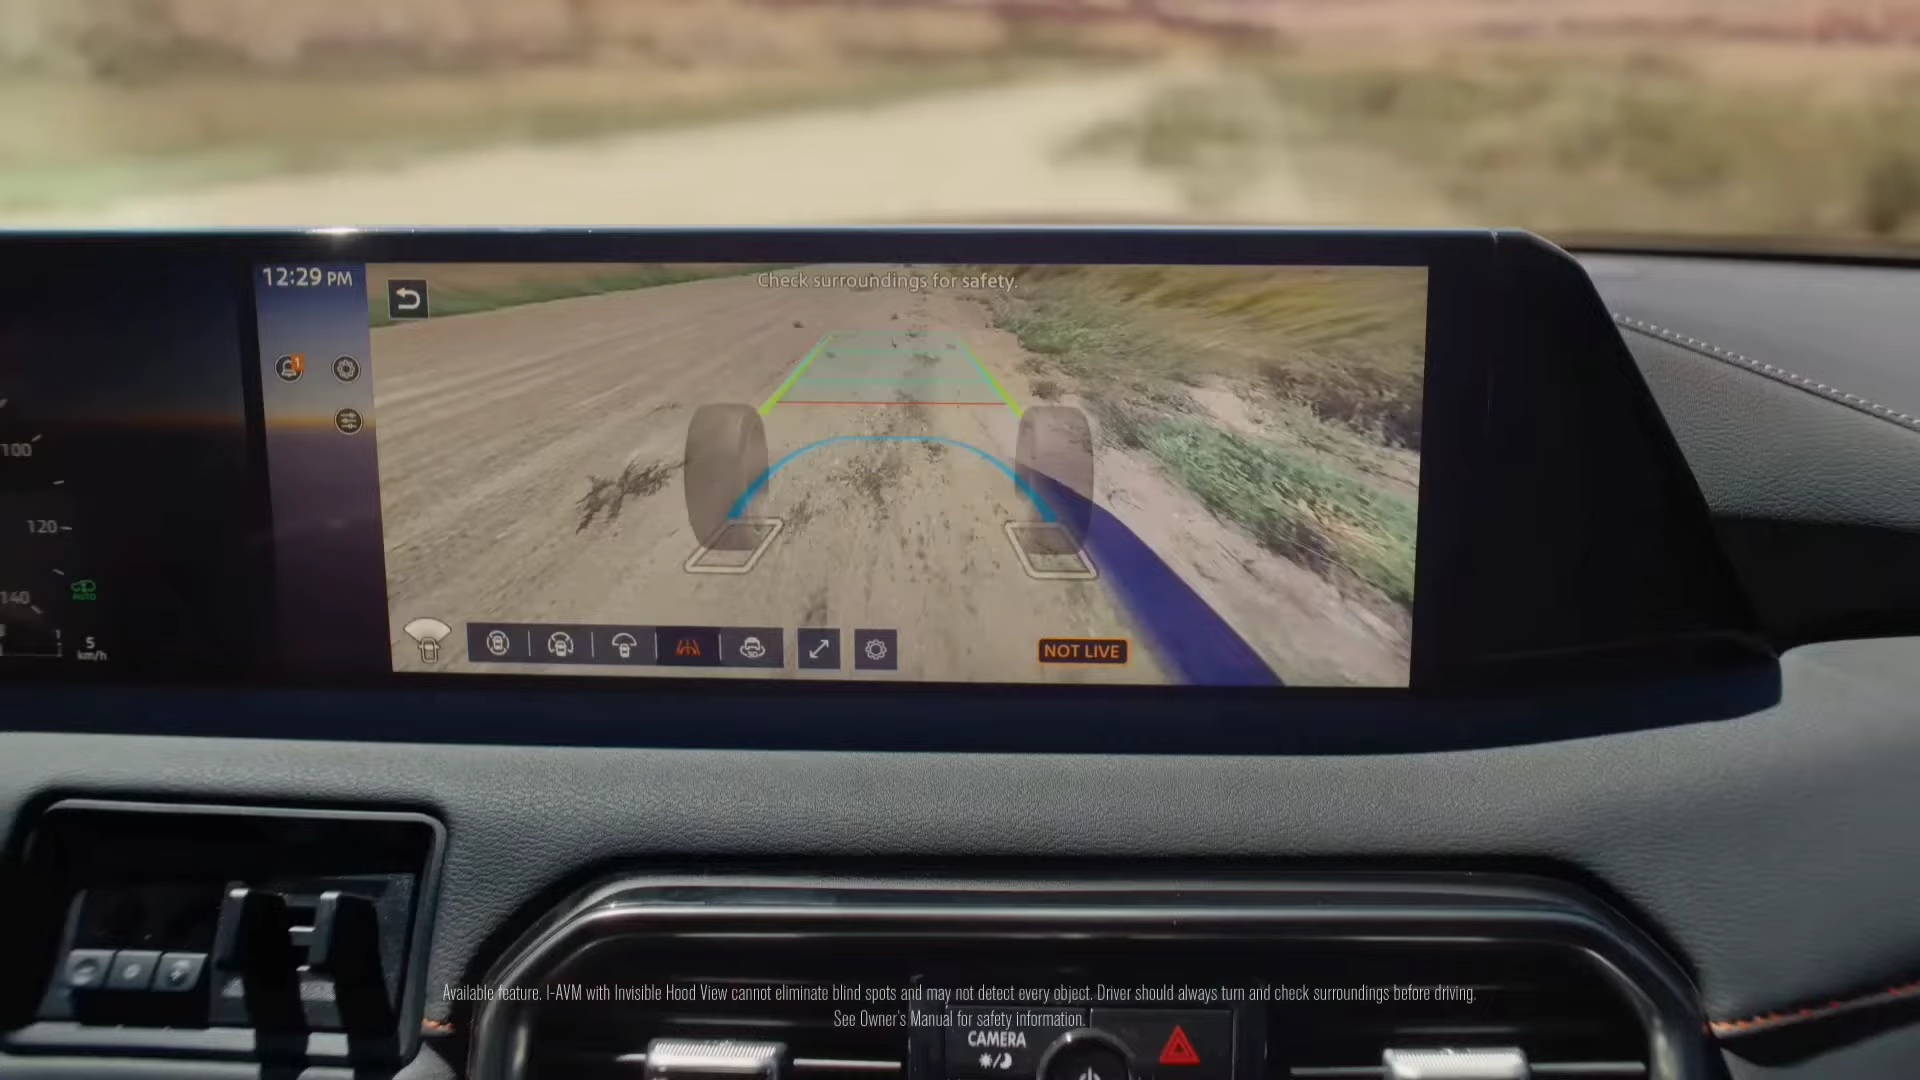 12:29 PM
Check surroundings for safety.
1
100
120
140
AUTO
5
km/h
NOT LIVE
Available feature. I-AVM with Invisible Hood View cannot eliminate blind spots and may not detect every object. Driver should always turn and check surroundings before driving.
See Owner's Manual for safety information.
CAMERA